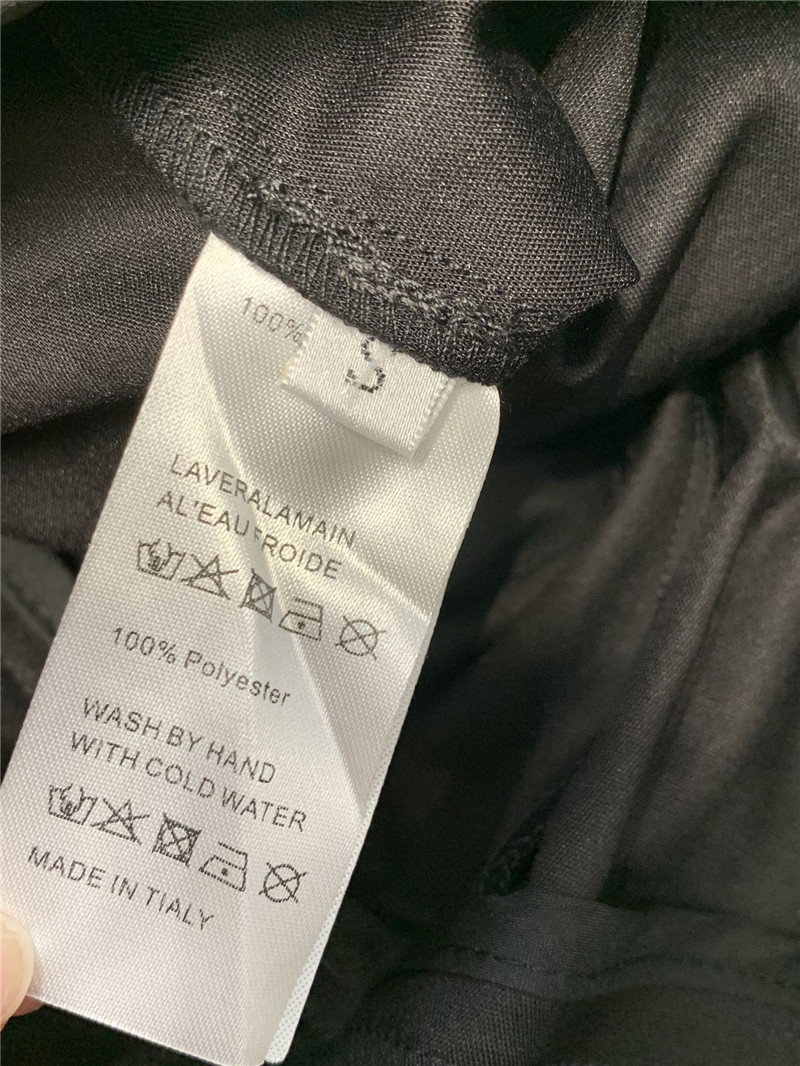 100%
S
LAVERALAMAIN
AL'EAU FROIDE
100% Polyester
WASH BY HAND
WITH COLD WATER
MADE IN TIALY